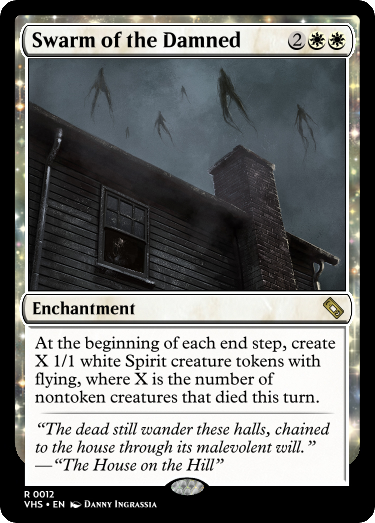 Swarm of the Damned 2
Enchantment
At the beginning of each end step, create
X 1/1 white Spirit creature tokens with
flying, where X is the number of
nontoken creatures that died this turn.
“The dead still wander these halls, chained
to the house through its malevolent will.”
—“The House on the Hill”
R 0012
VHS • EN Danny Ingrassia